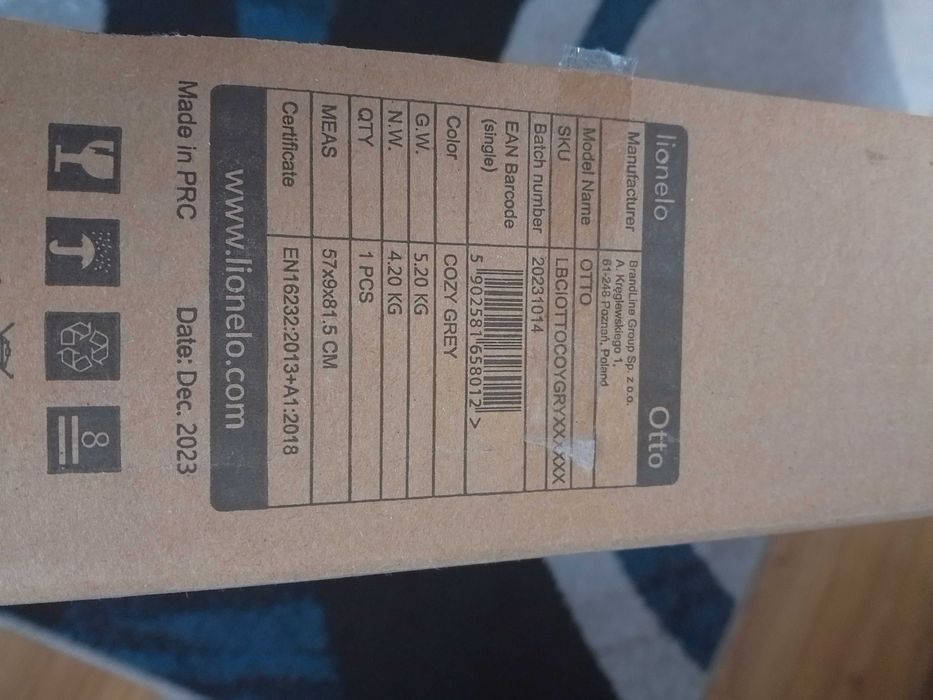 lionelo Otto
Manufacturer BrandLine Group Sp. z o.o.
A. Kręglewskiego 1,
61-248 Poznań, Poland
Model Name OTTO
SKU LBCIOTTOCOYGRYXXXXXX
Batch number 20231014
EAN Barcode
(single) 5 902581 658012 >
Color COZY GREY
G.W. 5.20 KG
N.W. 4.20 KG
QTY 1 PCS
MEAS 57x9x81.5 CM
Certificate EN16232:2013+A1:2018
www.lionelo.com
Made in PRC Date: Dec. 2023
8